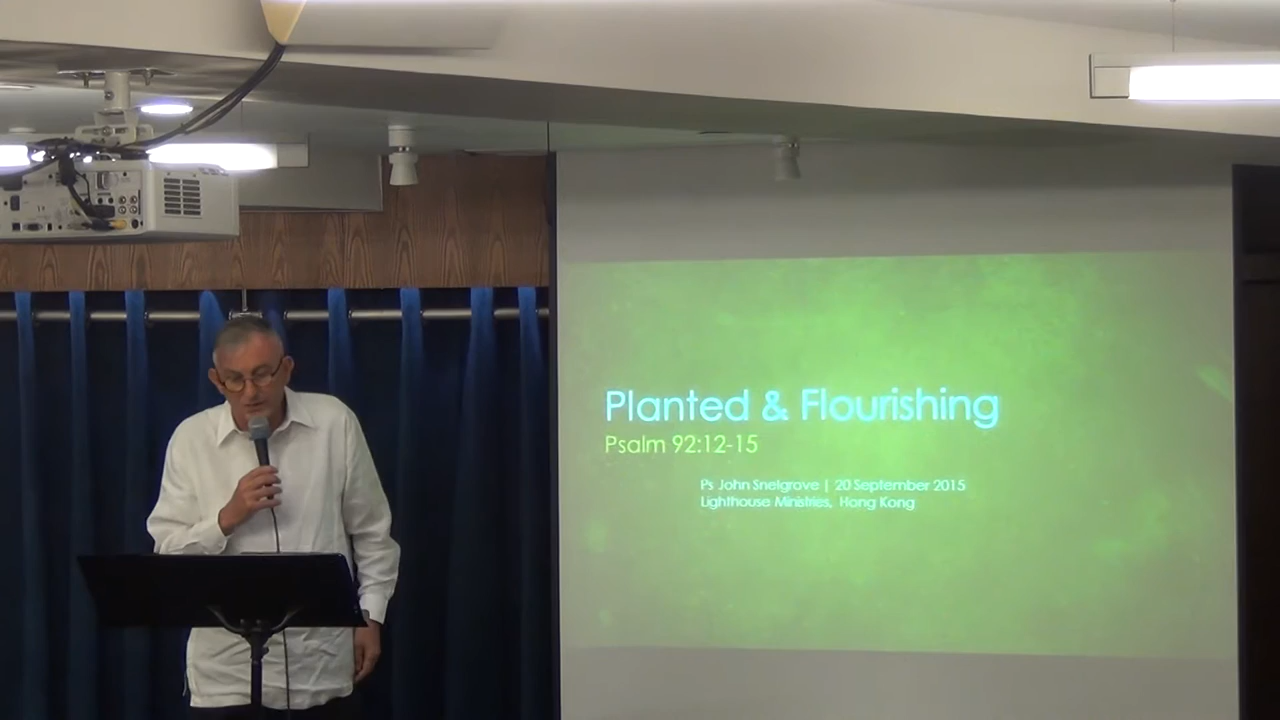 Planted & Flourishing
Psalm 92:12-15
Ps John Snelgrove | 20 September 2015
Lighthouse Ministries, Hong Kong